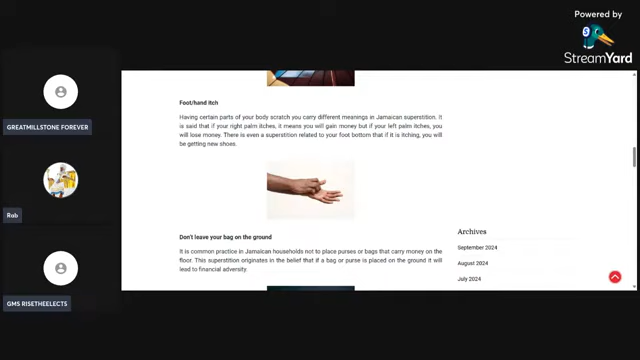 Powered by
StreamYard
GREATMILLSTONE FOREVER
Rob
GMS RISETHEELECTS
Foot/hand itch
Having certain parts of your body scratch you carry different meanings in Jamaican superstition. It
is said that if your right palm itches, it means you will gain money but if your left palm itches, you
will lose money. There is even a superstition related to your foot bottom that if it is itching, you will
be getting new shoes.
Don't leave your bag on the ground
It is common practice in Jamaican households not to place purses or bags that carry money on the
floor. This superstition originates in the belief that if a bag or purse is placed on the ground it will
lead to financial adversity.
Archives
September 2024
August 2024
July 2024